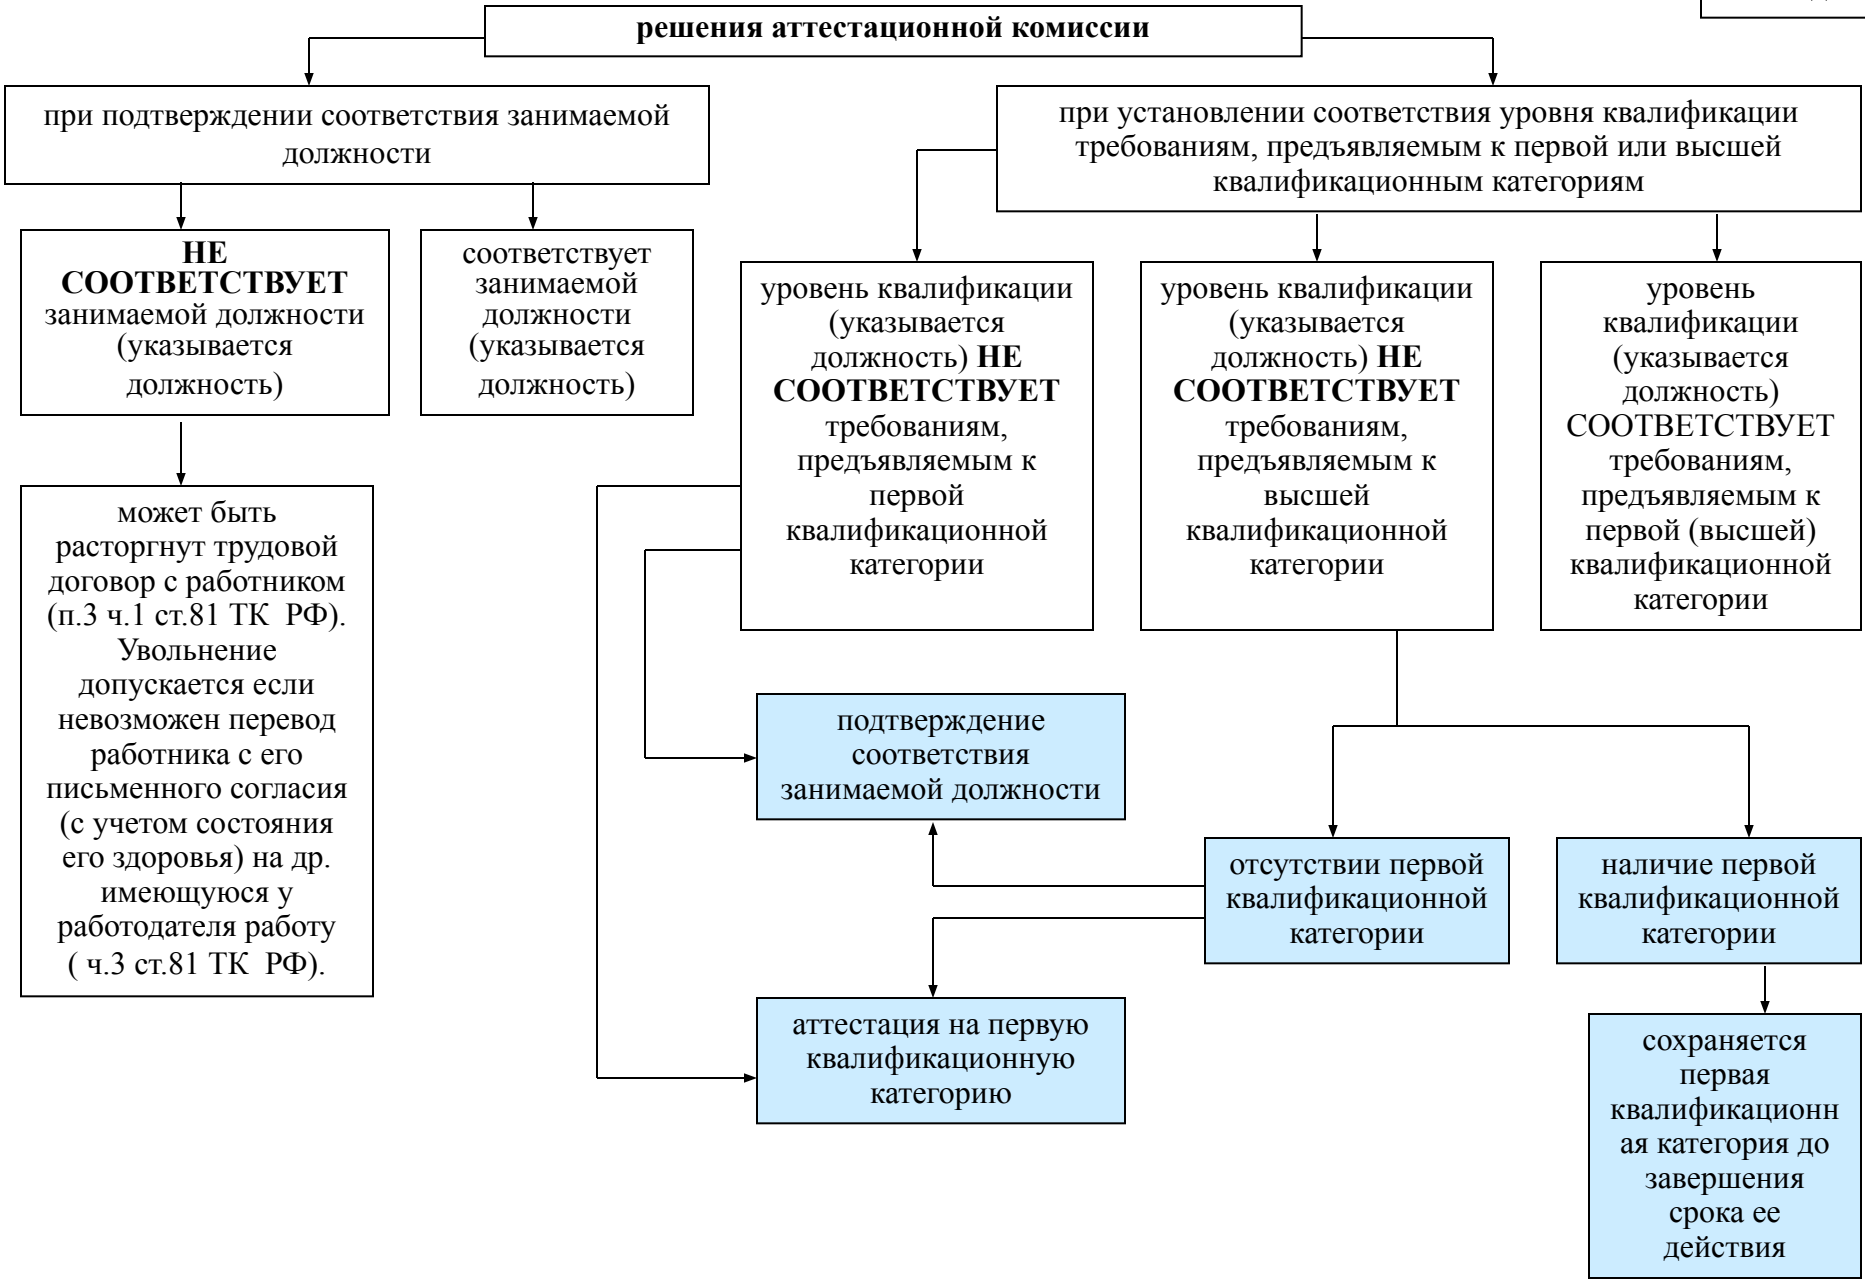 решения аттестационной комиссии
при подтверждении соответствия занимаемой
должности
при установлении соответствия уровня квалификации
требованиям, предъявляемым к первой или высшей
квалификационным категориям
НЕ
СООТВЕТСТВУЕТ
занимаемой должности
(указывается
должность)
соответствует
занимаемой
должности
(указывается
должность)
уровень квалификации
(указывается
должность) НЕ
СООТВЕТСТВУЕТ
требованиям,
предъявляемым к
первой
квалификационной
категории
уровень квалификации
(указывается
должность) НЕ
СООТВЕТСТВУЕТ
требованиям,
предъявляемым к
высшей
квалификационной
категории
уровень
квалификации
(указывается
должность)
СООТВЕТСТВУЕТ
требованиям,
предъявляемым к
первой (высшей)
квалификационной
категории
может быть
расторгнут трудовой
договор с работником
(п.3 ч.1 ст.81 ТК  РФ).
Увольнение
допускается если
невозможен перевод
работника с его
письменного согласия
(с учетом состояния
его здоровья) на др.
имеющуюся у
работодателя работу
( ч.3 ст.81 ТК  РФ).
подтверждение
соответствия
занимаемой должности
отсутствии первой
квалификационной
категории
наличие первой
квалификационной
категории
аттестация на первую
квалификационную
категорию
сохраняется
первая
квалификационн
ая категория до
завершения
срока ее
действия